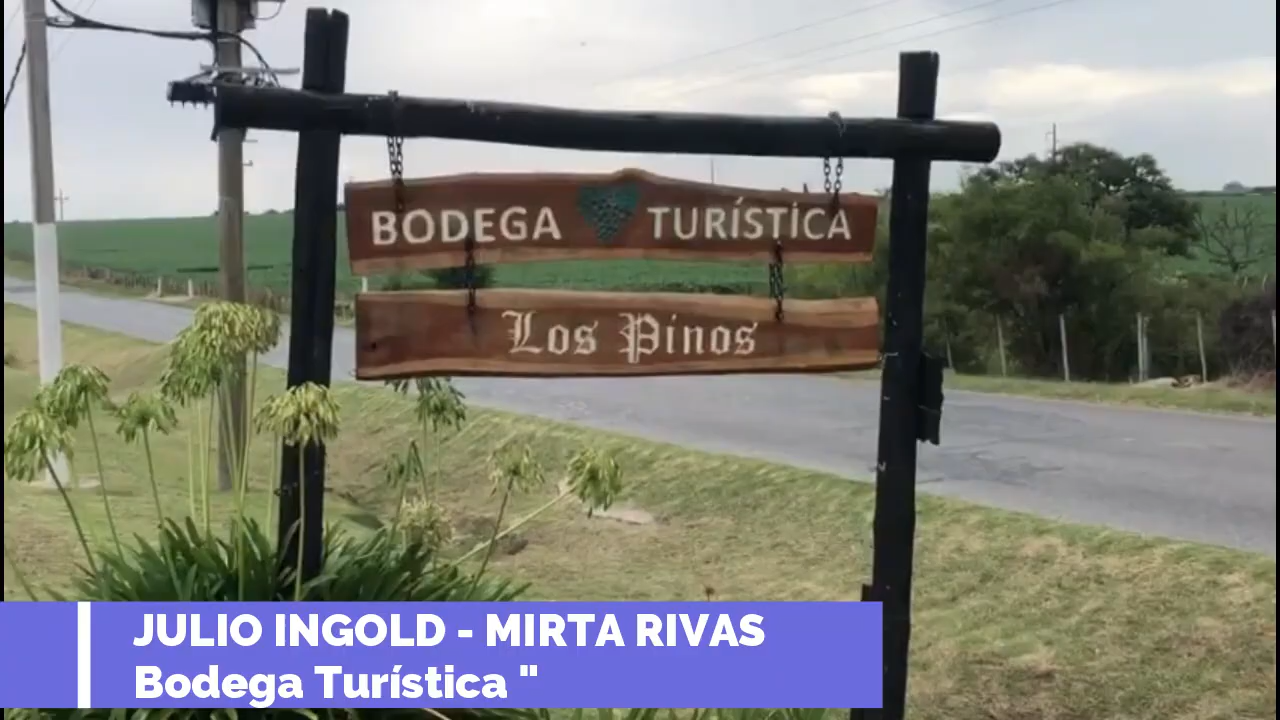 BODEGA TURÍSTICA
Los Pinos
JULIO INGOLD - MIRTA RIVAS
Bodega Turística "